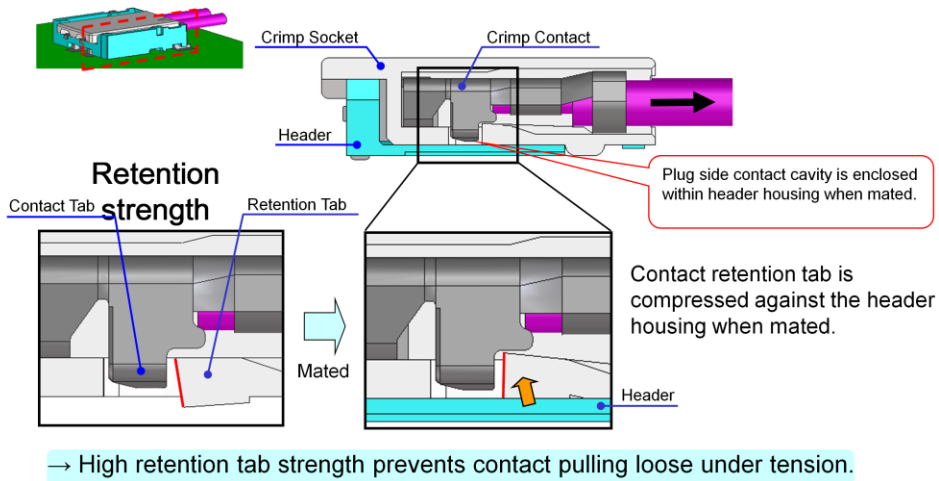 Crimp Socket
Crimp Contact
Header
Plug side contact cavity is enclosed
within header housing when mated.
Retention
strength
Contact Tab
Retention Tab
Mated
Contact retention tab is
compressed against the header
housing when mated.
Header
→ High retention tab strength prevents contact pulling loose under tension.